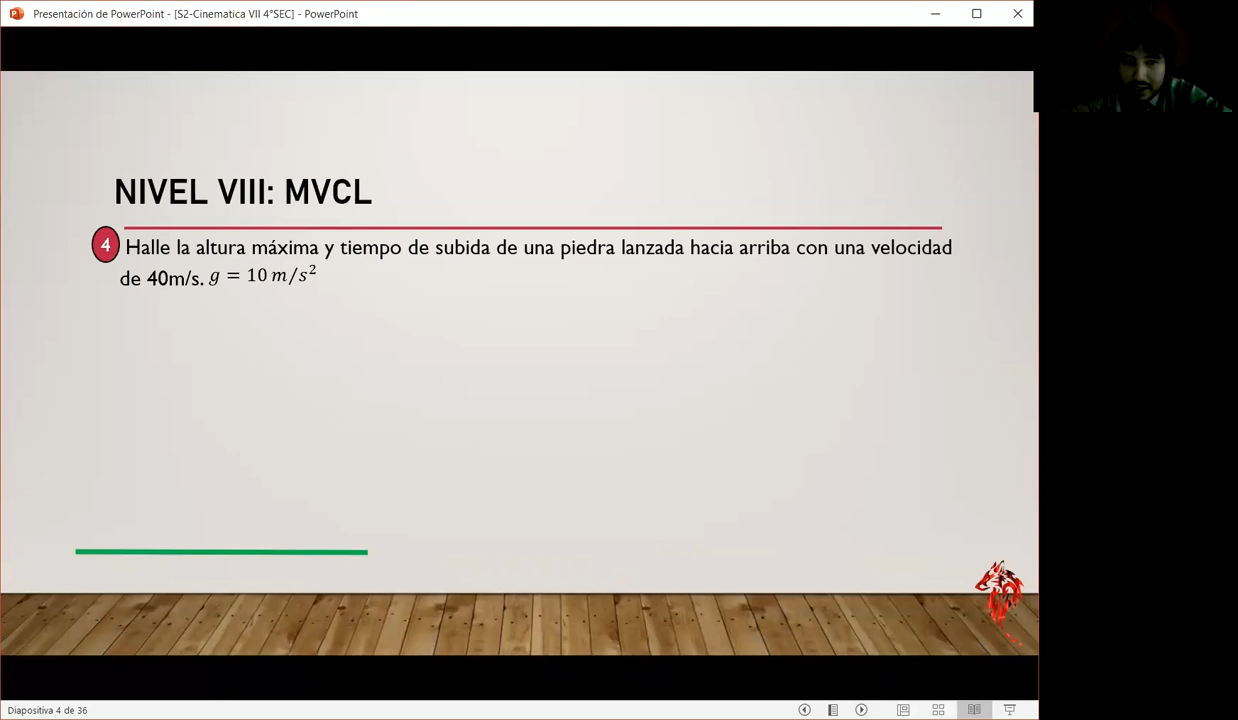 Presentación de PowerPoint - [S2-Cinematica VII 4°SEC] - PowerPoint
NIVEL VIII: MVCL
4 Halle la altura máxima y tiempo de subida de una piedra lanzada hacia arriba con una velocidad
de 40m/s. g = 10 m/s²
Diapositiva 4 de 36